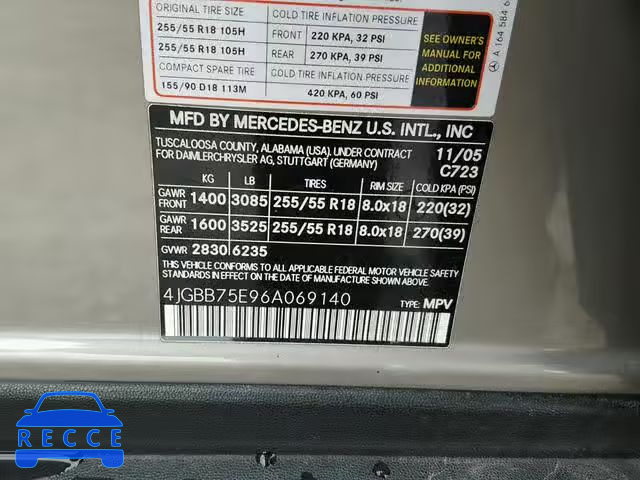 ORIGINAL TIRE SIZE COLD TIRE INFLATION PRESSURE
255/55 R18 105H FRONT 220 KPA, 32 PSI
255/55 R18 105H REAR 270 KPA, 39 PSI
COMPACT SPARE TIRE COLD TIRE INFLATION PRESSURE
155/90 D18 113M 420 KPA, 60 PSI
SEE OWNER'S
MANUAL FOR
ADDITIONAL
INFORMATION
A 164 584
MFD BY MERCEDES-BENZ U.S. INTL., INC
TUSCALOOSA COUNTY, ALABAMA (USA), UNDER CONTRACT 11/05
FOR DAIMLERCHRYSLER AG, STUTTGART (GERMANY) C723
KG LB TIRES RIM SIZE COLD KPA (PSI)
GAWR FRONT 1400 3085 255/55 R18 8.0x18 220(32)
GAWR REAR 1600 3525 255/55 R18 8.0x18 270(39)
GVWR 2830 6235
THIS VEHICLE CONFORMS TO ALL APPLICABLE U.S. FEDERAL MOTOR
VEHICLE SAFETY AND THEFT PREVENTION STANDARDS IN EFFECT ON
THE DATE OF MANUFACTURE SHOWN ABOVE.
4JGBB75E96A069140 TYPE: MPV
RECCE